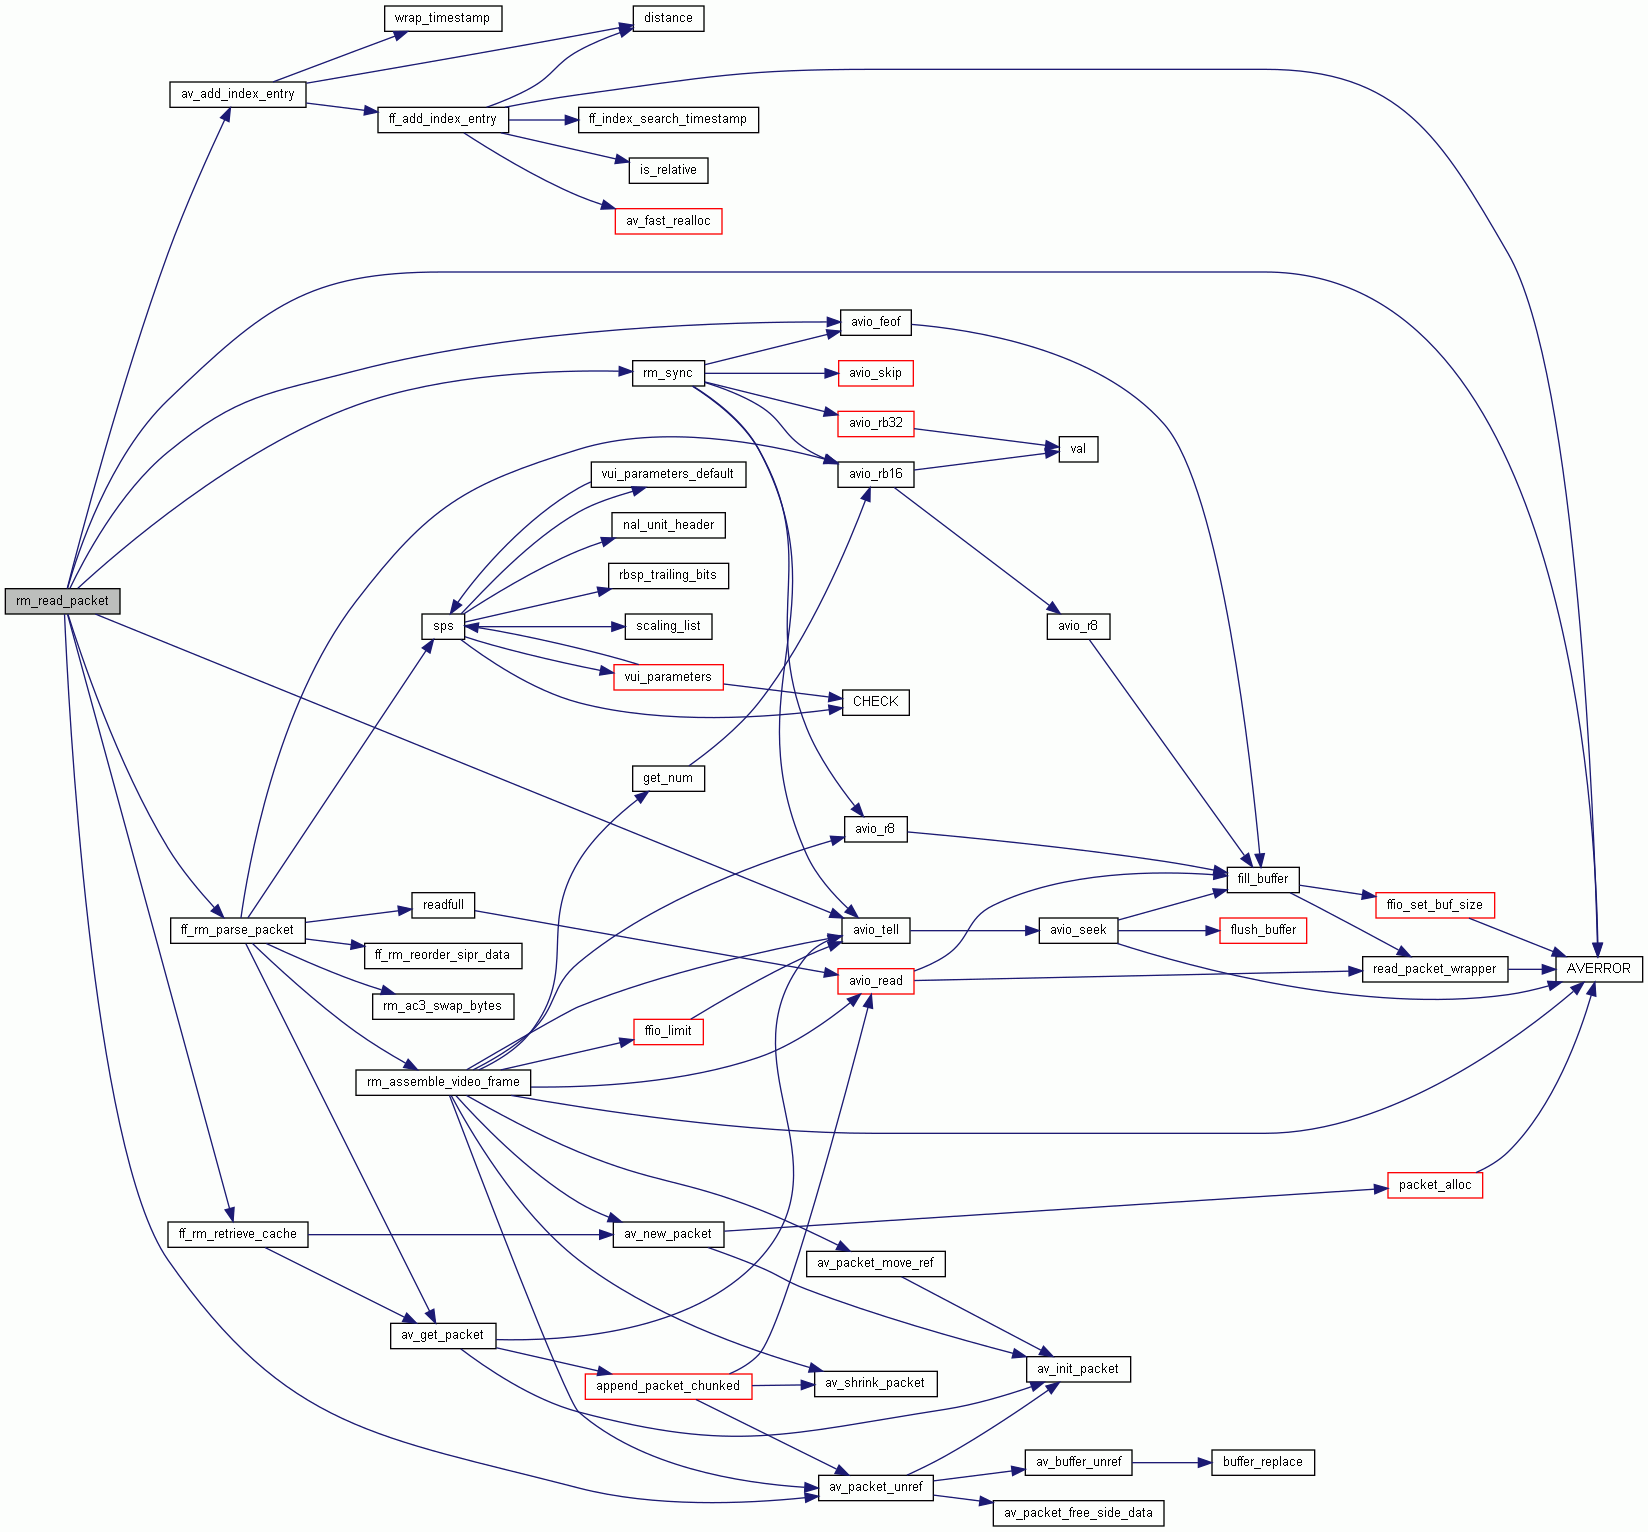 wrap_timestamp
distance
av_add_index_entry
ff_add_index_entry
ff_index_search_timestamp
is_relative
av_fast_realloc
avio_feof
rm_sync
avio_skip
avio_rb32
val
vui_parameters_default
avio_rb16
nal_unit_header
rbsp_trailing_bits
rm_read_packet
sps
scaling_list
avio_r8
vui_parameters
CHECK
get_num
avio_r8
fill_buffer
readfull
ffio_set_buf_size
ff_rm_parse_packet
avio_tell
avio_seek
flush_buffer
ff_rm_reorder_sipr_data
read_packet_wrapper
AVERROR
avio_read
rm_ac3_swap_bytes
ffio_limit
rm_assemble_video_frame
packet_alloc
ff_rm_retrieve_cache
av_new_packet
av_packet_move_ref
av_get_packet
av_init_packet
append_packet_chunked
av_shrink_packet
av_buffer_unref
buffer_replace
av_packet_unref
av_packet_free_side_data